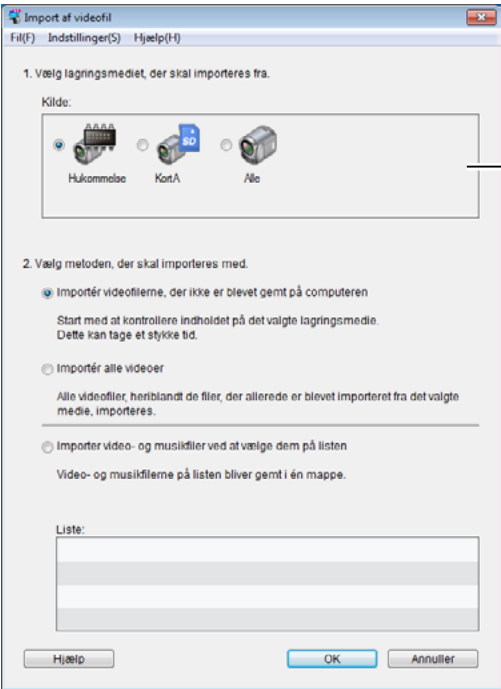 Import af videofil
Fil(F) Indstillinger(S) Hjælp(H)
1. Vælg lagringsmediet, der skal importeres fra.
Kilde:
SD
Hukommelse KortA Alle
2. Vælg metoden, der skal importeres med.
Importér videofilerne, der ikke er blevet gemt på computeren
Start med at kontrollere indholdet på det valgte lagringsmedie.
Dette kan tage et stykke tid.
Importér alle videoer
Alle videofiler, heriblandt de filer, der allerede er blevet importeret fra det valgte
medie, importeres.
Importer video- og musikfiler ved at vælge dem på listen
Video- og musikfilerne på listen bliver gemt i én mappe.
Liste:
Hjælp OK Annuller